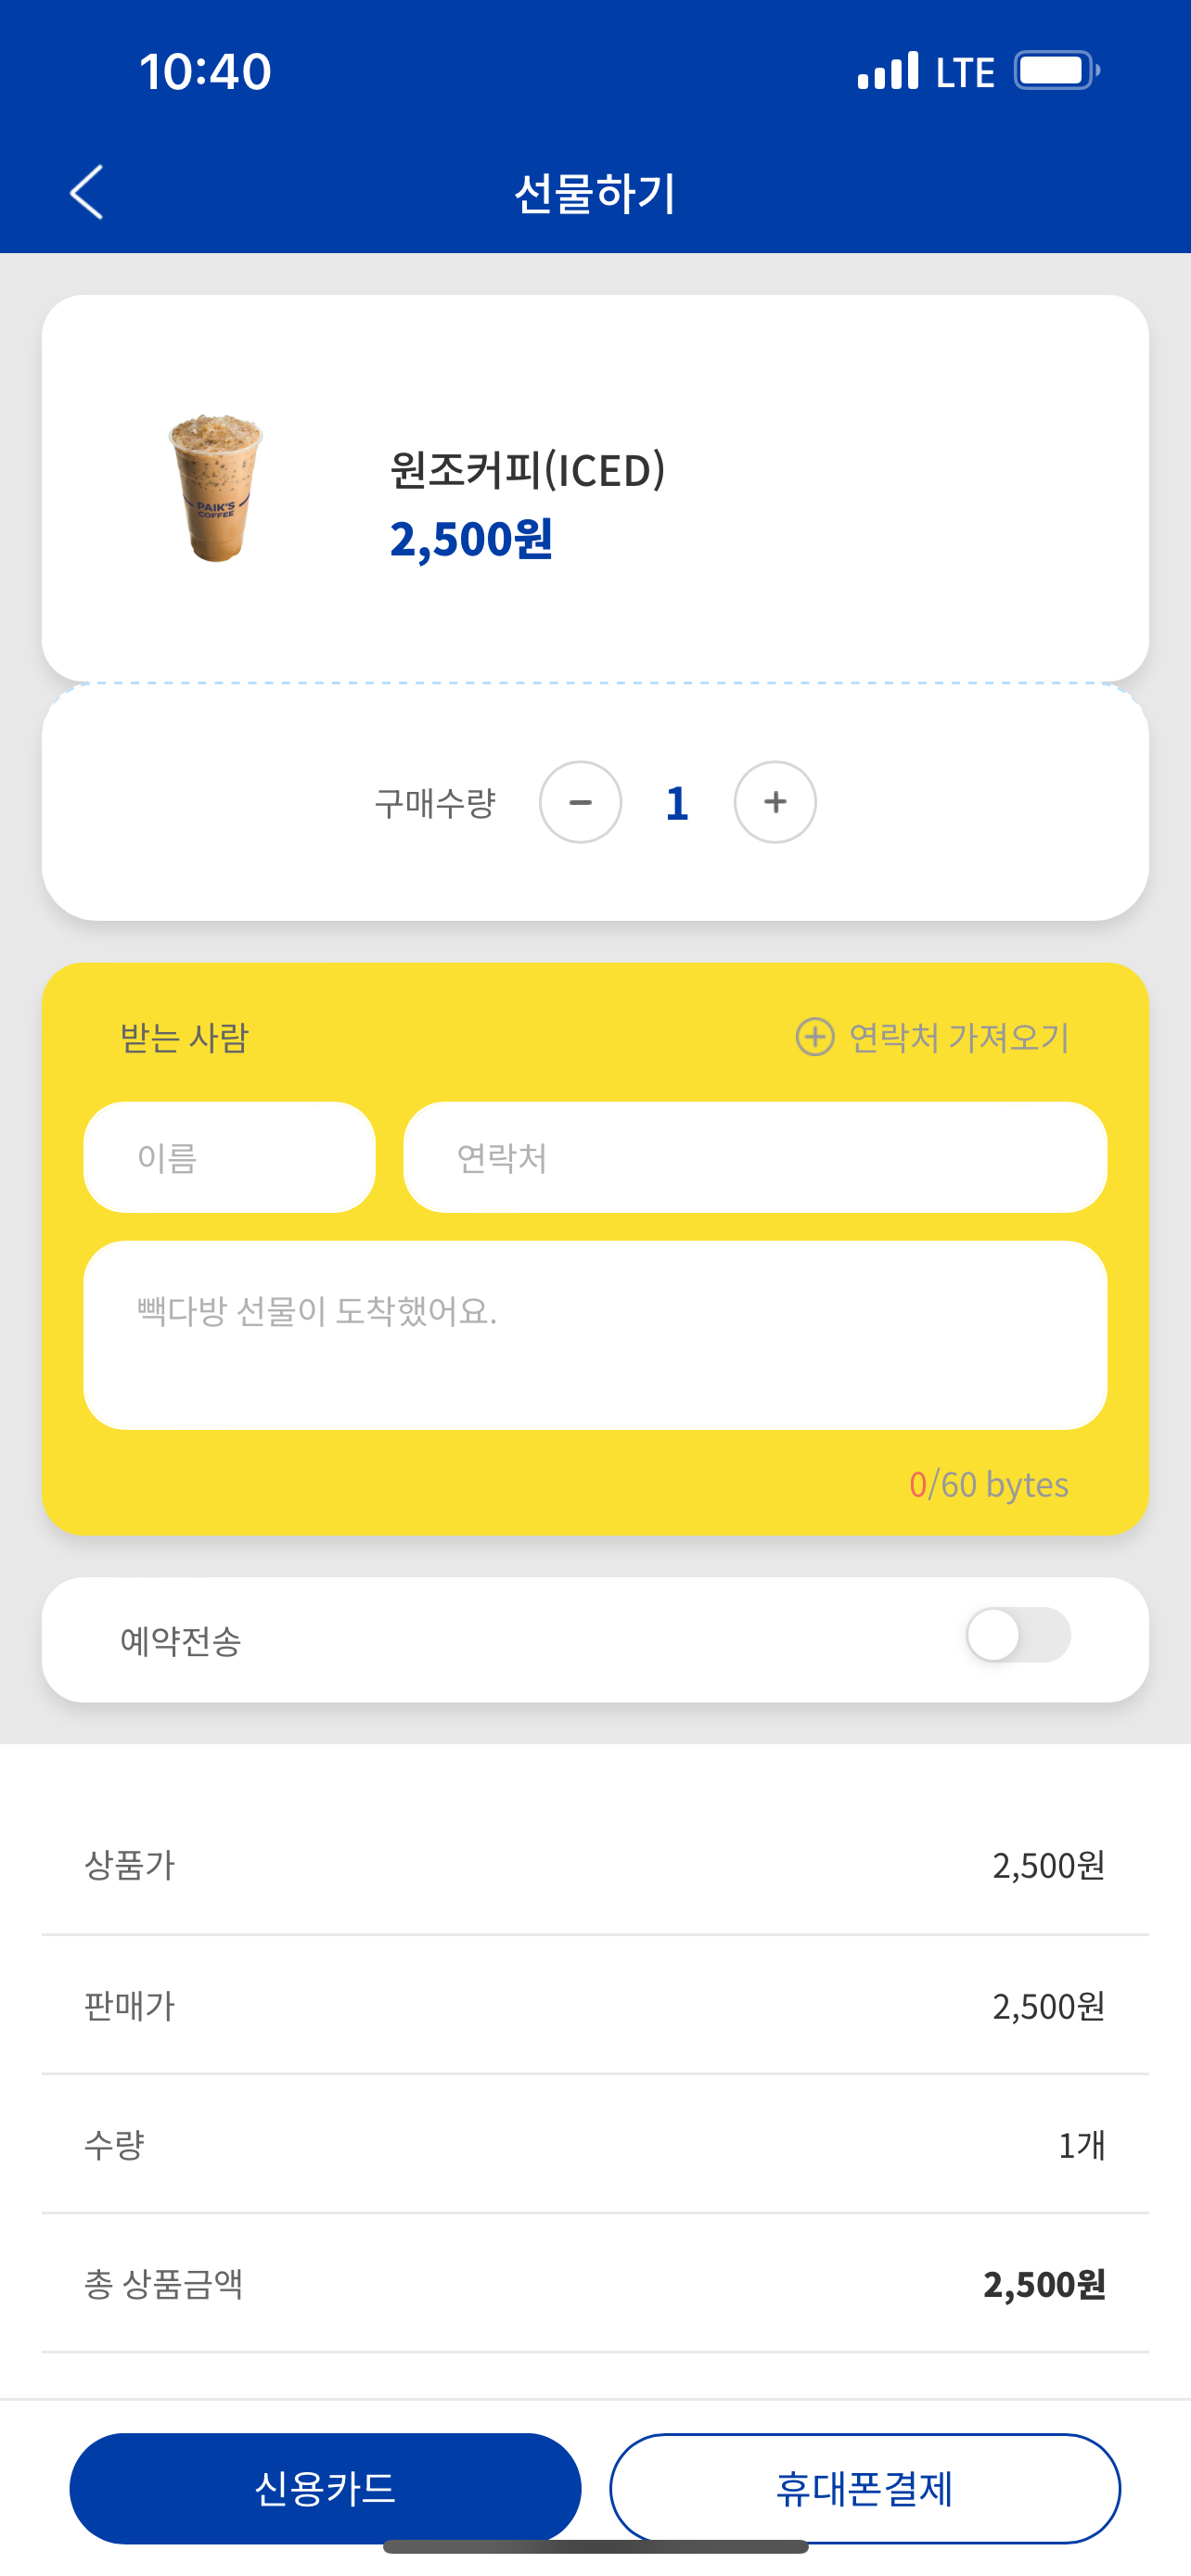 10:40 LTE
선물하기
PAIK'S
COFFEE
원조커피(ICED)
2,500원
구매수량 1
받는 사람 연락처 가져오기
이름 연락처
빽다방 선물이 도착했어요.
0/60 bytes
예약전송
상품가 2,500원
판매가 2,500원
수량 1개
총 상품금액 2,500원
신용카드 휴대폰결제